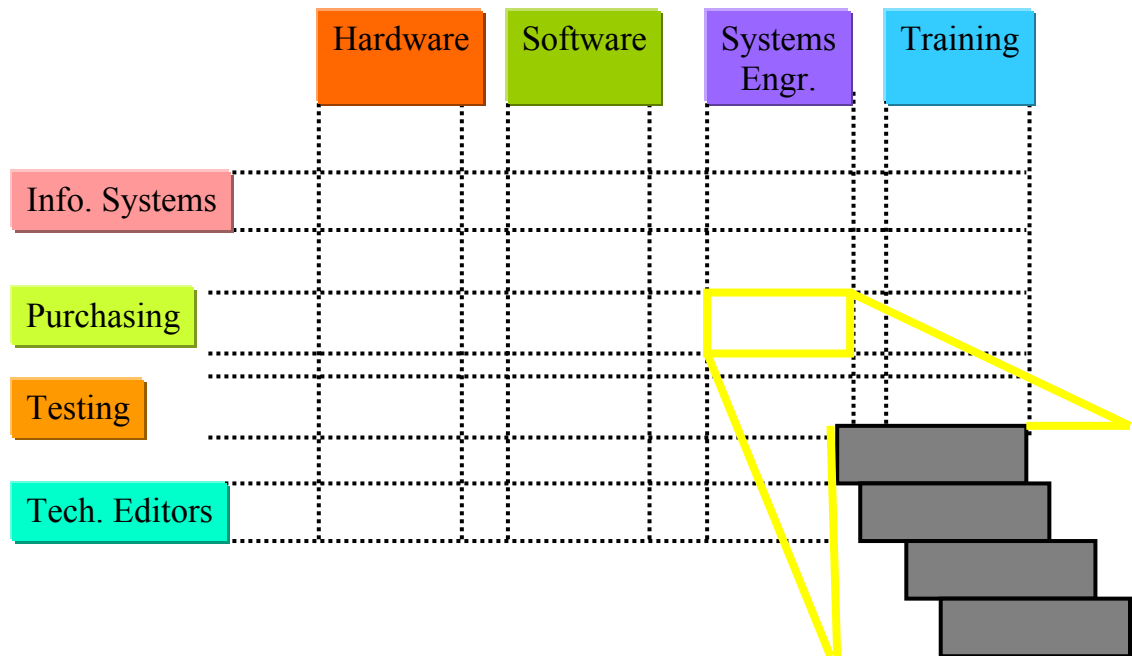 Hardware
Software
Systems
Engr.
Training
Info. Systems
Purchasing
Testing
Tech. Editors